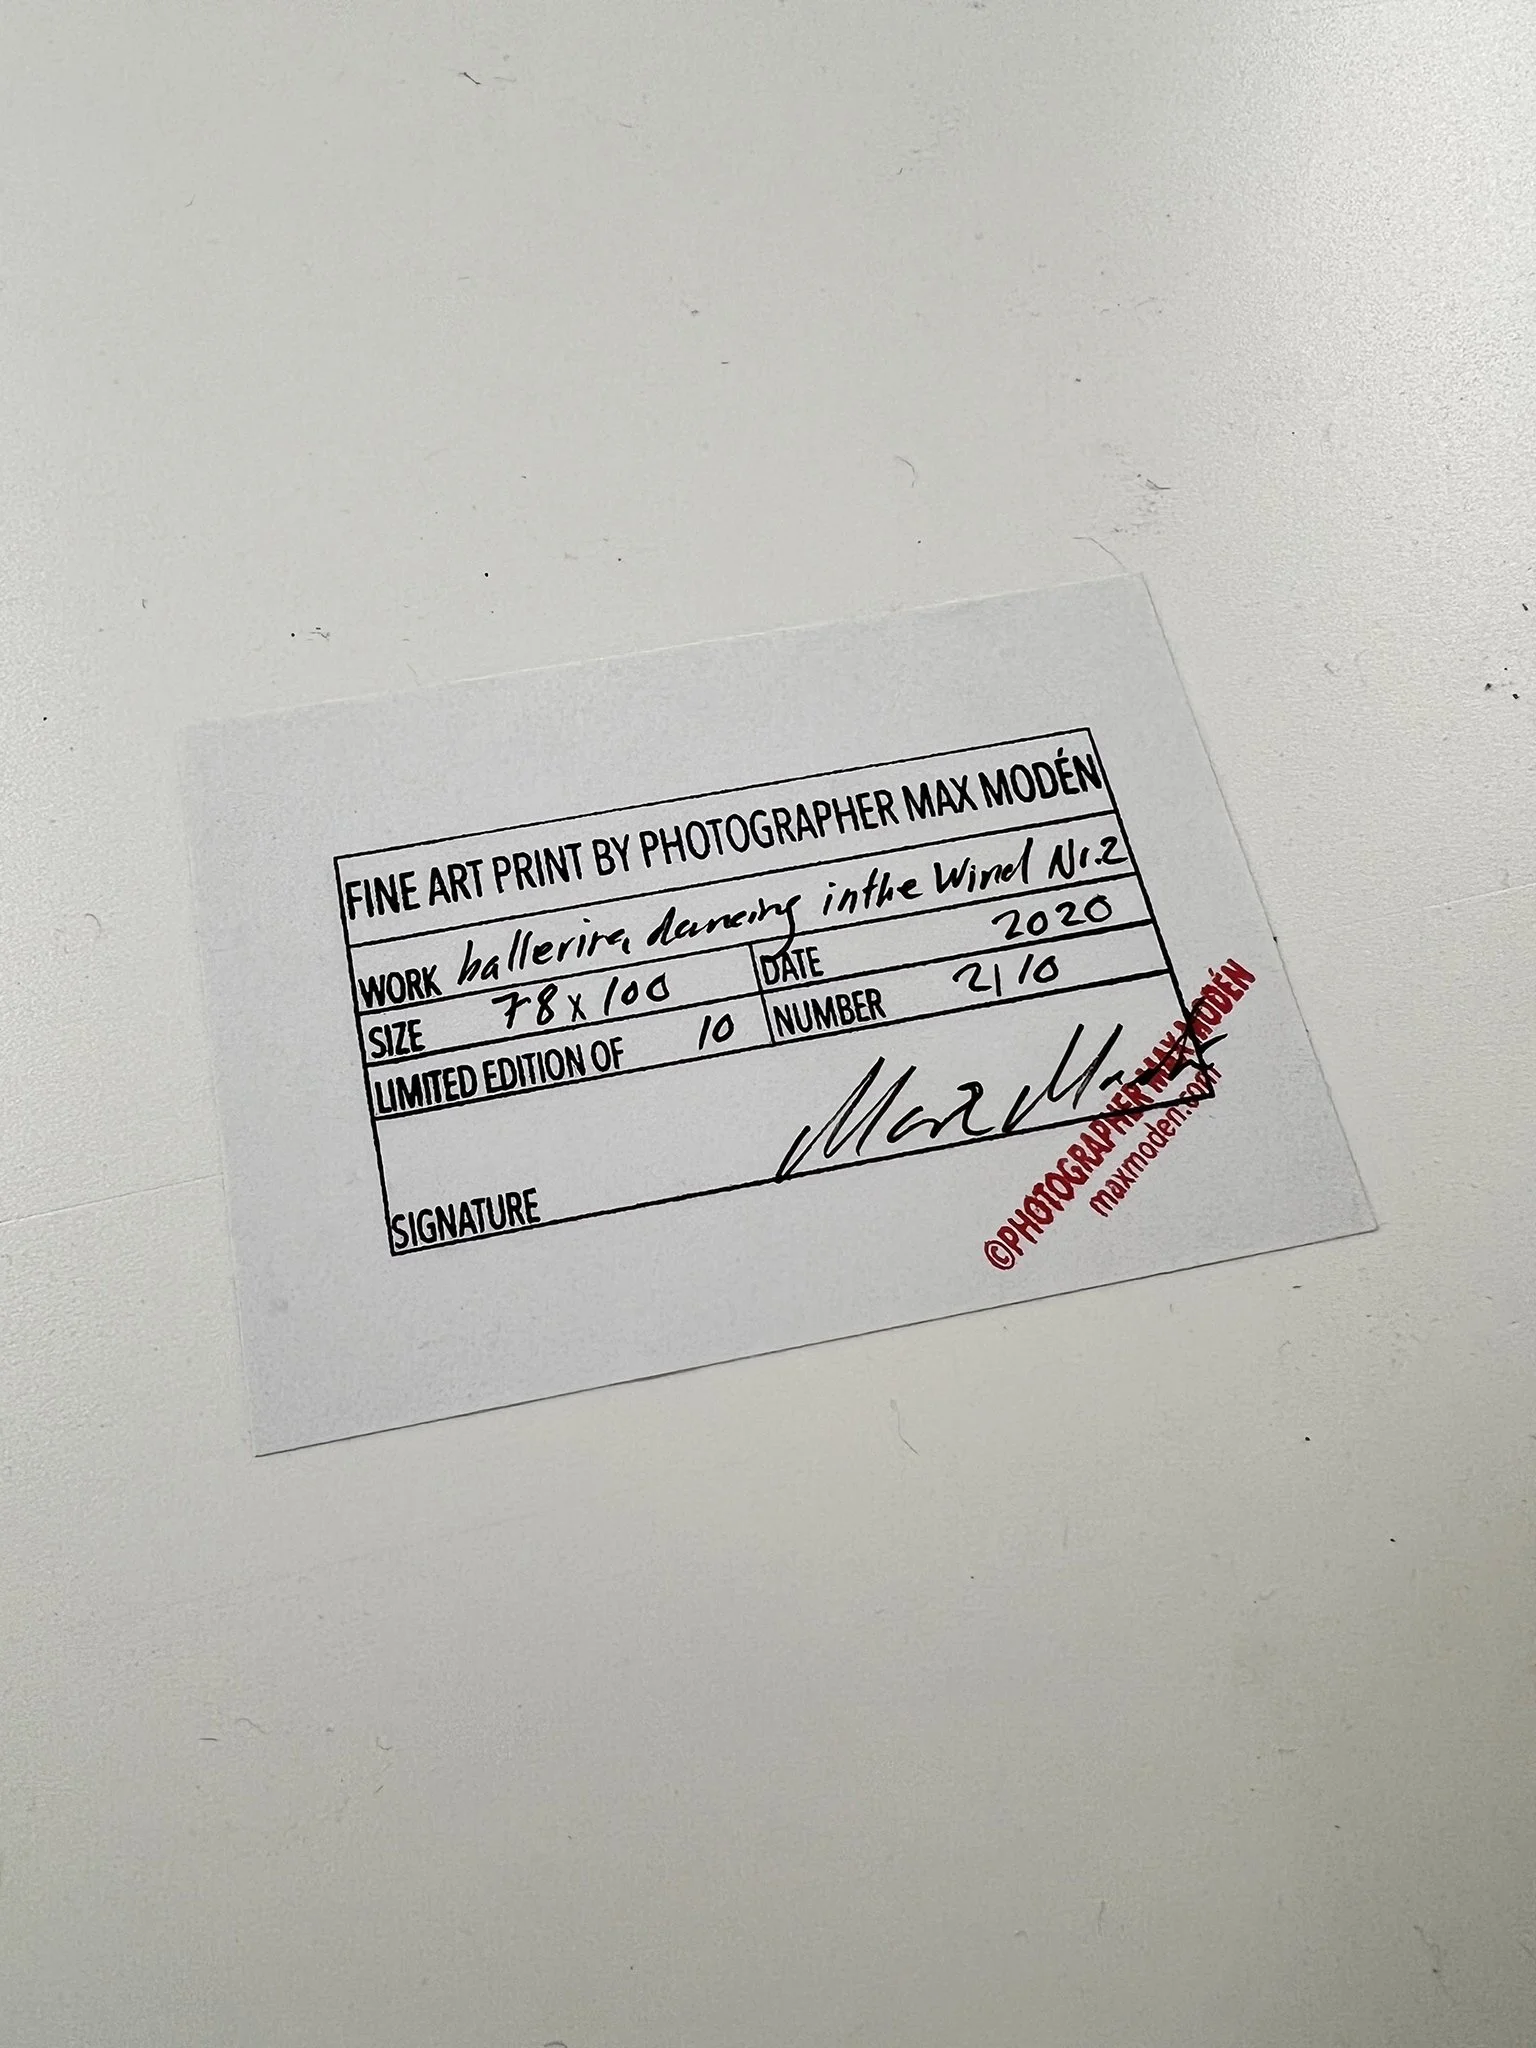 FINE ART PRINT BY PHOTOGRAPHER MAX MODÉN
WORK ballerina dancing in the Wind Nr.2
SIZE 78 x 100 DATE 2020
LIMITED EDITION OF 10 NUMBER 2/10
SIGNATURE
©PHOTOGRAPHER MAX MODÉN
maxmoden.com